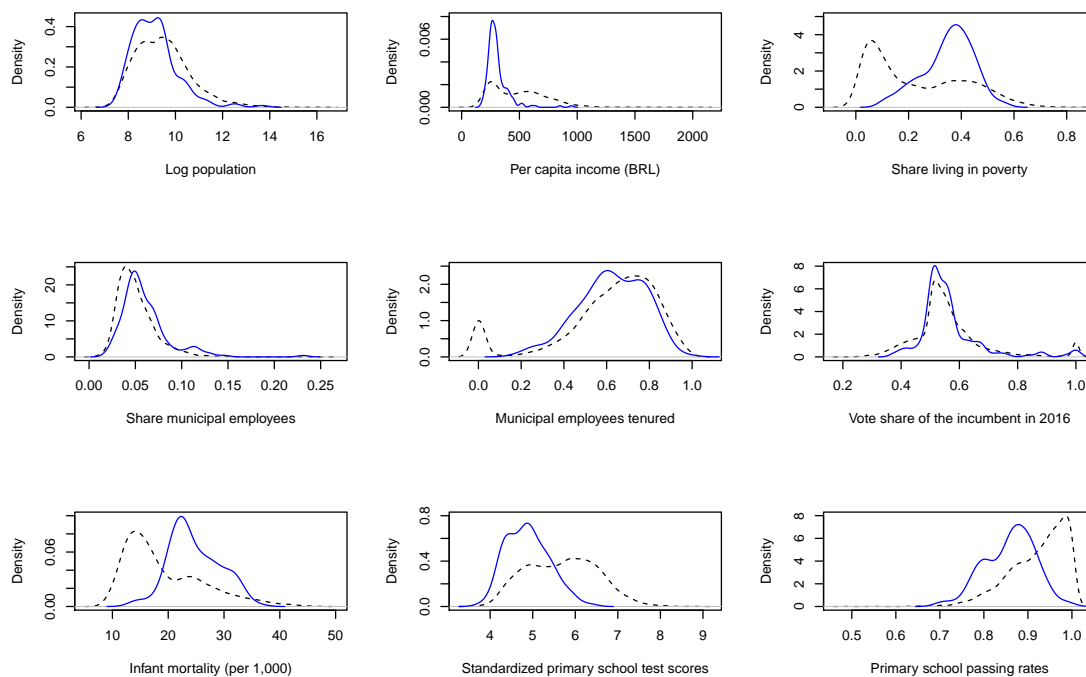 Density
0.0 0.2 0.4
6 8 10 12 14 16
Log population
Density
0.000 0.006
0 500 1000 1500 2000
Per capita income (BRL)
Density
0 2 4
0.0 0.2 0.4 0.6 0.8
Share living in poverty
Density
0 10 20
0.00 0.05 0.10 0.15 0.20 0.25
Share municipal employees
Density
0.0 1.0 2.0
0.0 0.2 0.4 0.6 0.8 1.0
Municipal employees tenured
Density
0 2 4 6 8
0.2 0.4 0.6 0.8 1.0
Vote share of the incumbent in 2016
Density
0.00 0.06
10 20 30 40 50
Infant mortality (per 1,000)
Density
0.0 0.4 0.8
4 5 6 7 8 9
Standardized primary school test scores
Density
0 2 4 6 8
0.5 0.6 0.7 0.8 0.9 1.0
Primary school passing rates